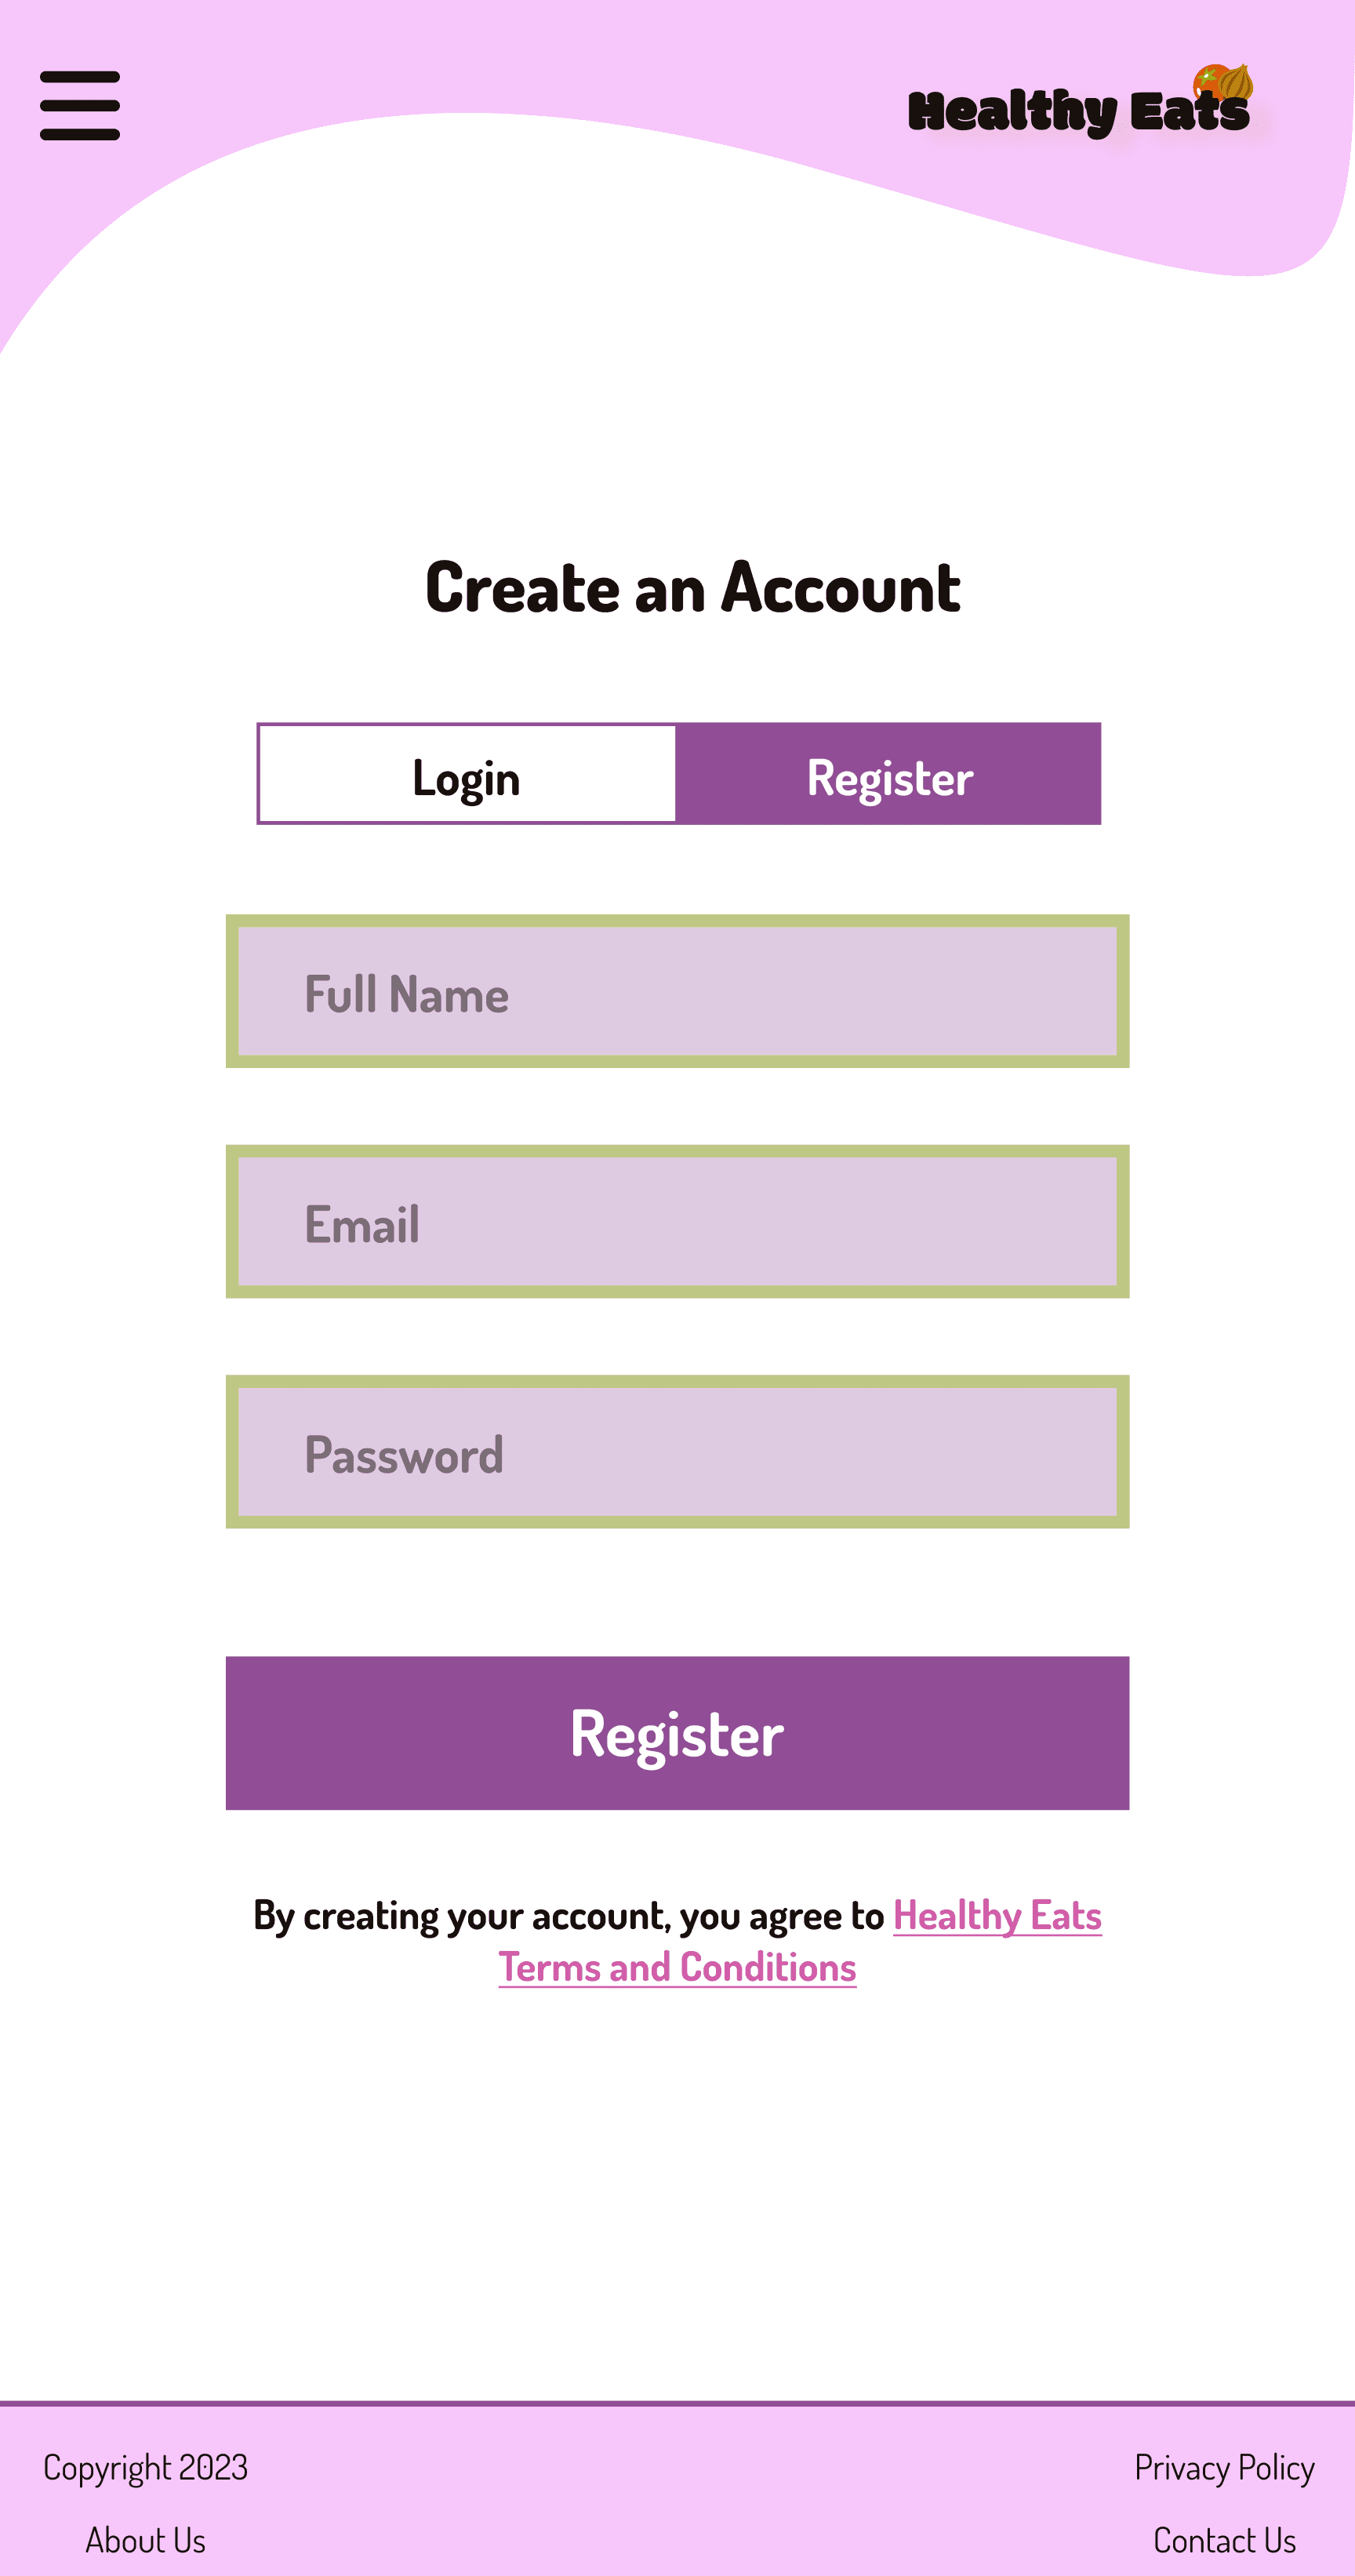 Healthy Eats
Create an Account
Login
Register
Full Name
Email
Password
Register
By creating your account, you agree to Healthy Eats
Terms and Conditions
Copyright 2023
Privacy Policy
About Us
Contact Us